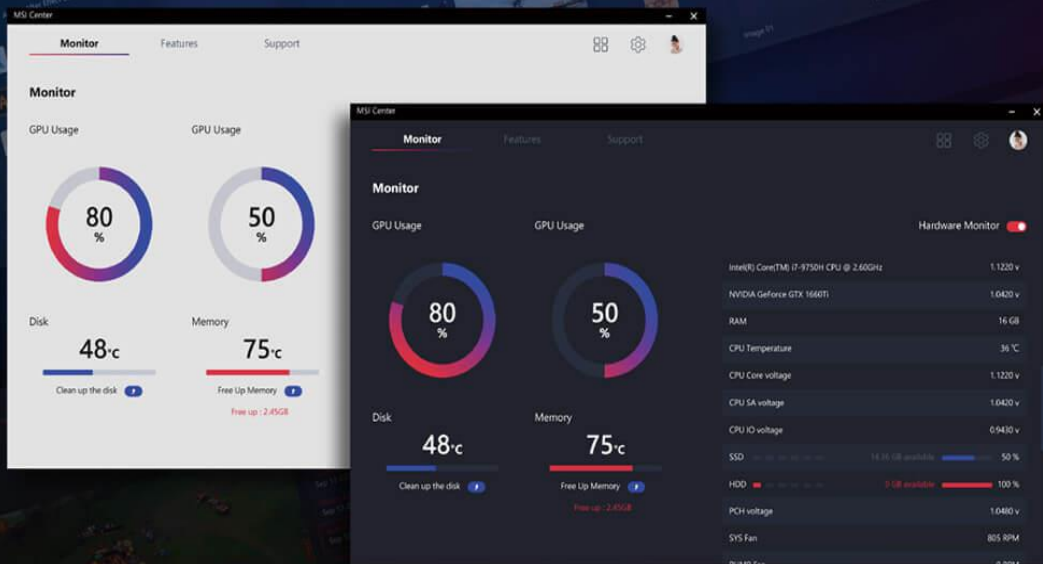 MSI Center
Monitor Features Support
Monitor
GPU Usage GPU Usage
80 %
50 %
Disk Memory
48°C 75°C
Clean up the disk Free Up Memory
Free up : 2.45GB
MSI Center
Monitor Features Support
Monitor
GPU Usage GPU Usage Hardware Monitor
80 %
50 %
Disk Memory
48°C 75°C
Clean up the disk Free Up Memory
Free up : 2.45GB
Intel(R) Core(TM) i7-9750H CPU @ 2.60GHz 1.1220 v
NVIDIA GeForce GTX 1660Ti 1.0420 v
RAM 16 GB
CPU Temperature 36 °C
CPU Core voltage 1.1220 v
CPU SA voltage 1.0420 v
CPU IO voltage 0.9430 v
SSD available 50 %
HDD 0 GB available 100 %
PCH voltage 1.0480 v
SYS Fan 805 RPM